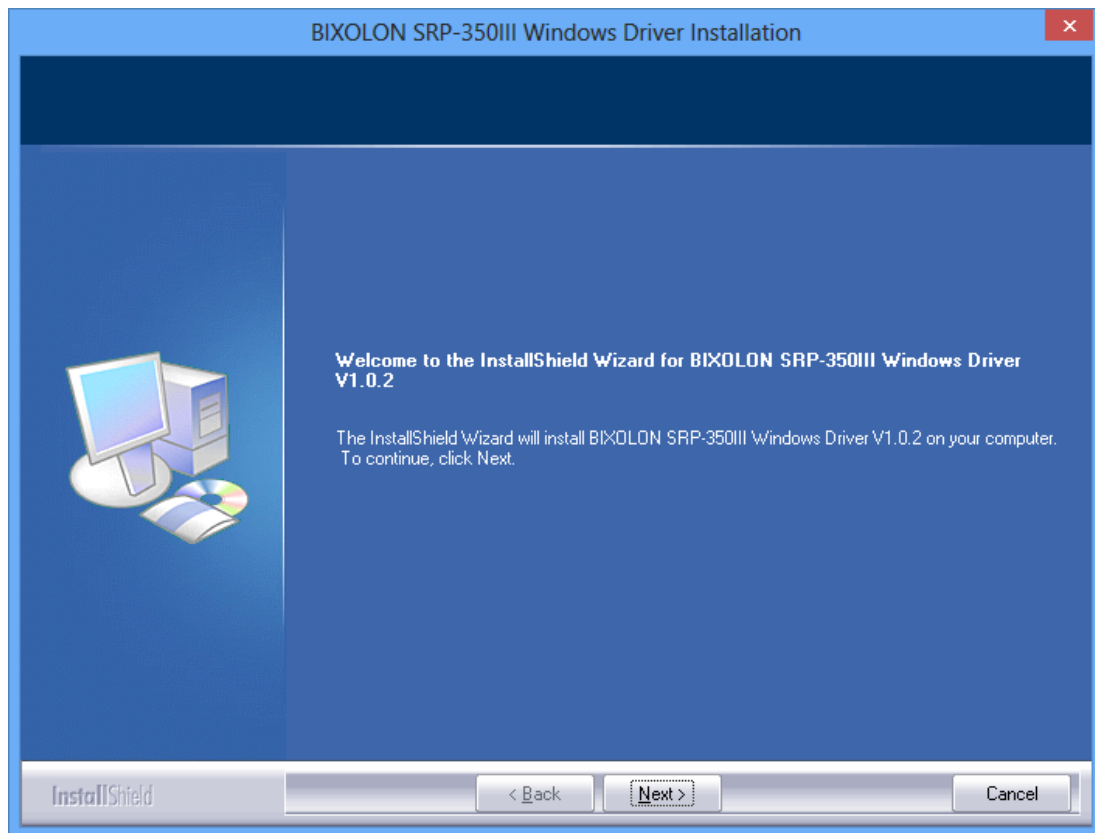 BIXOLON SRP-350III Windows Driver Installation
Welcome to the InstallShield Wizard for BIXOLON SRP-350III Windows Driver
V1.0.2
The InstallShield Wizard will install BIXOLON SRP-350III Windows Driver V1.0.2 on your computer.
To continue, click Next.
InstallShield
< Back
Next >
Cancel